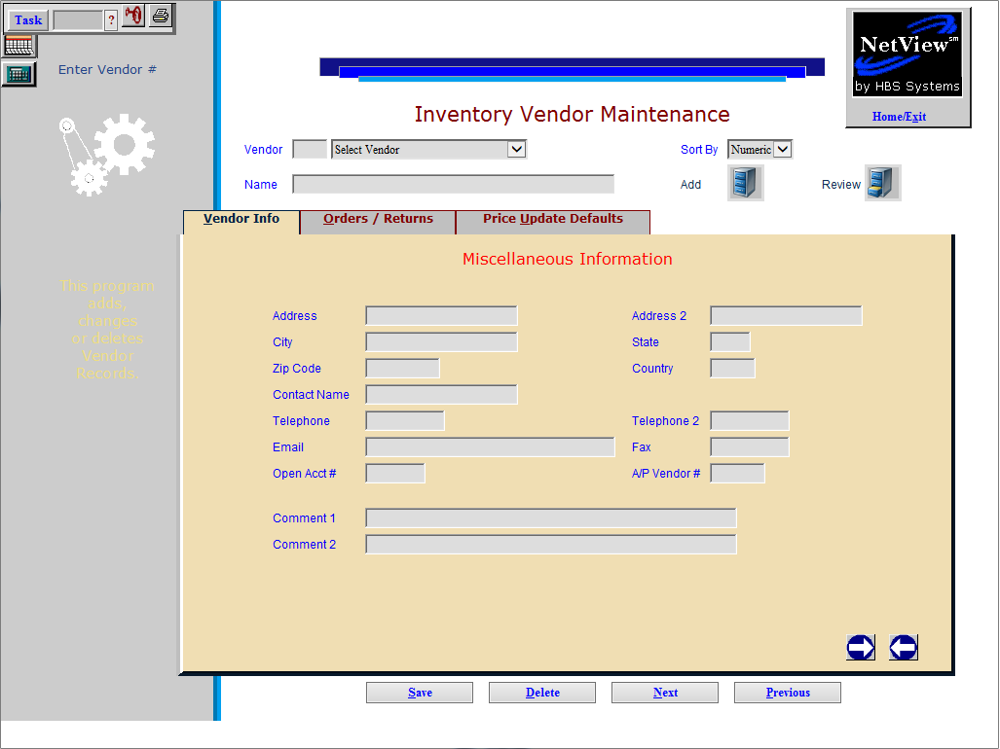 Task ?
Enter Vendor #
NetView SM
by HBS Systems
Home/Exit
Inventory Vendor Maintenance
Vendor Select Vendor Sort By Numeric
Name Add Review
Vendor Info Orders / Returns Price Update Defaults
Miscellaneous Information
This program
adds,
changes
or deletes
Vendor
Records.
Address Address 2
City State
Zip Code Country
Contact Name
Telephone Telephone 2
Email Fax
Open Acct # A/P Vendor #
Comment 1
Comment 2
Save Delete Next Previous